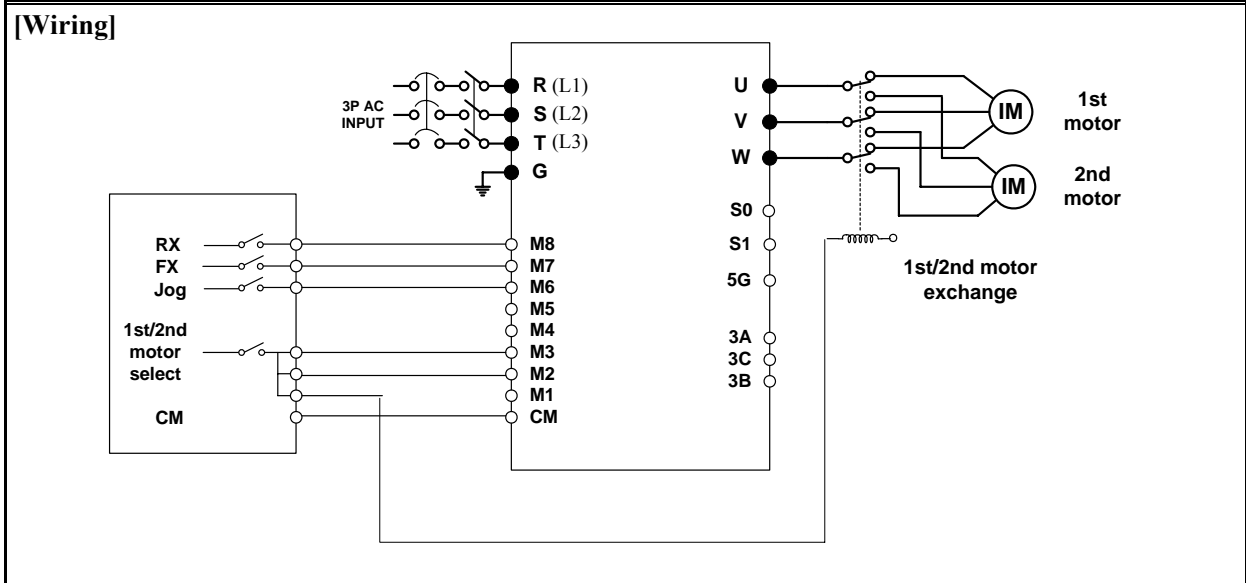 [Wiring]
3P AC
INPUT
R (L1)
S (L2)
T (L3)
G
U
V
W
IM
1st
motor
IM
2nd
motor
S0
S1
5G
3A
3C
3B
1st/2nd motor
exchange
RX
FX
Jog
1st/2nd
motor
select
CM
M8
M7
M6
M5
M4
M3
M2
M1
CM